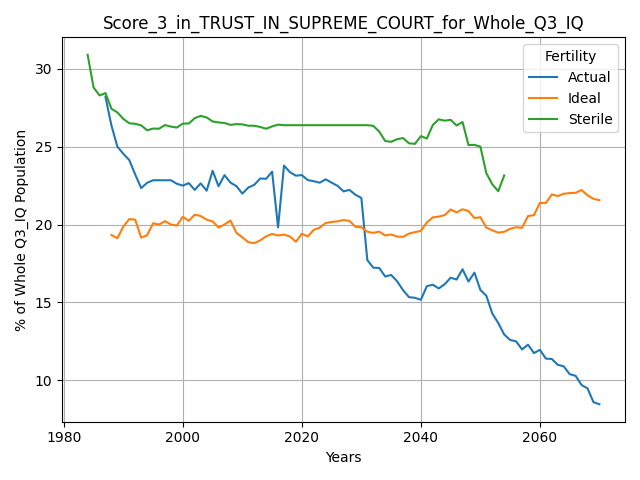 Score_3_in_TRUST_IN_SUPREME_COURT_for_Whole_Q3_IQ
Fertility
Actual
Ideal
Sterile
% of Whole Q3_IQ Population
30
25
20
15
10
1980
2000
2020
2040
2060
Years